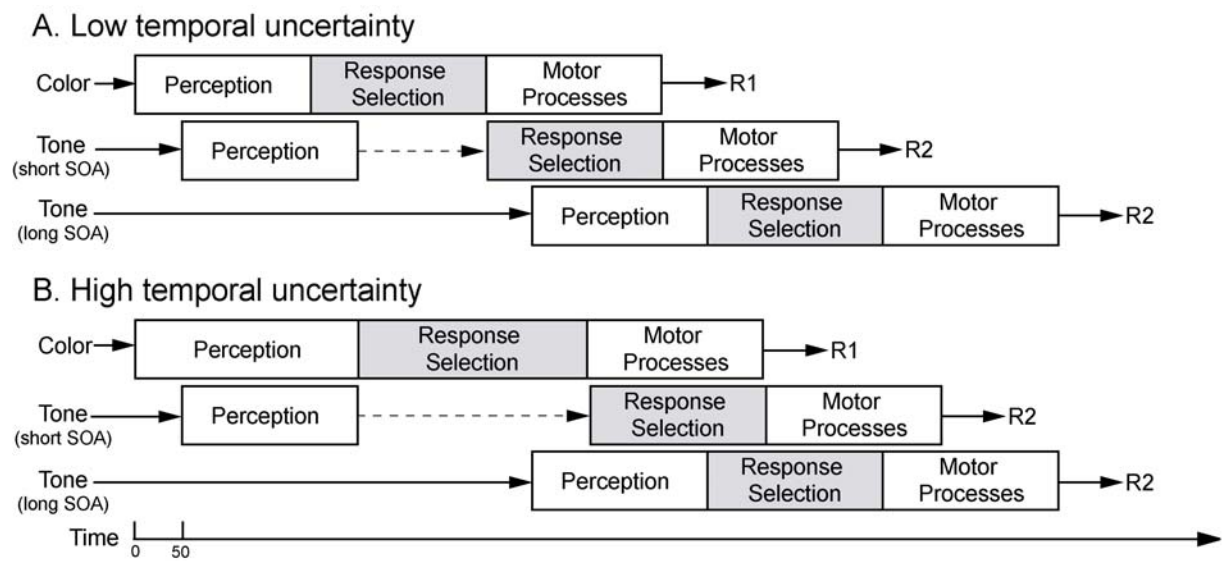 A. Low temporal uncertainty
Color
Perception
Response
Selection
Motor
Processes
R1
Tone
(short SOA)
Perception
Response
Selection
Motor
Processes
R2
Tone
(long SOA)
Perception
Response
Selection
Motor
Processes
R2
B. High temporal uncertainty
Color
Perception
Response
Selection
Motor
Processes
R1
Tone
(short SOA)
Perception
Response
Selection
Motor
Processes
R2
Tone
(long SOA)
Perception
Response
Selection
Motor
Processes
R2
Time
0 50